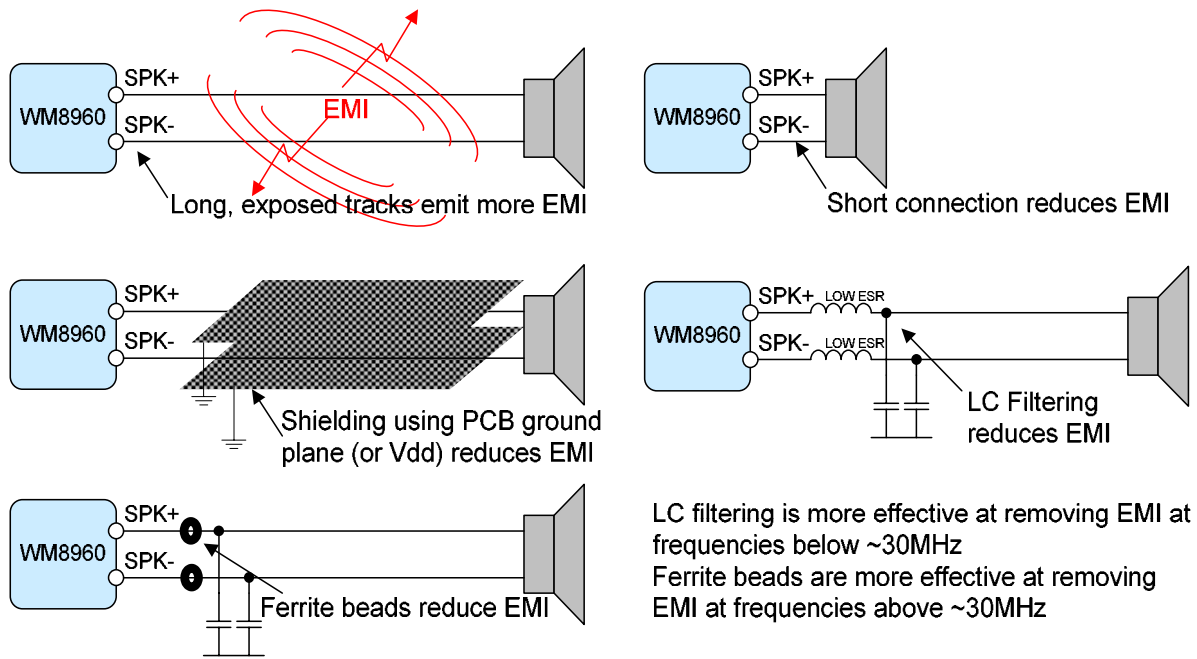 WM8960
SPK+
SPK-
EMI
Long, exposed tracks emit more EMI
WM8960
SPK+
SPK-
Short connection reduces EMI
WM8960
SPK+
SPK-
Shielding using PCB ground
plane (or Vdd) reduces EMI
WM8960
SPK+
LOW ESR
SPK-
LOW ESR
LC Filtering
reduces EMI
WM8960
SPK+
SPK-
Ferrite beads reduce EMI
LC filtering is more effective at removing EMI at
frequencies below ~30MHz
Ferrite beads are more effective at removing
EMI at frequencies above ~30MHz